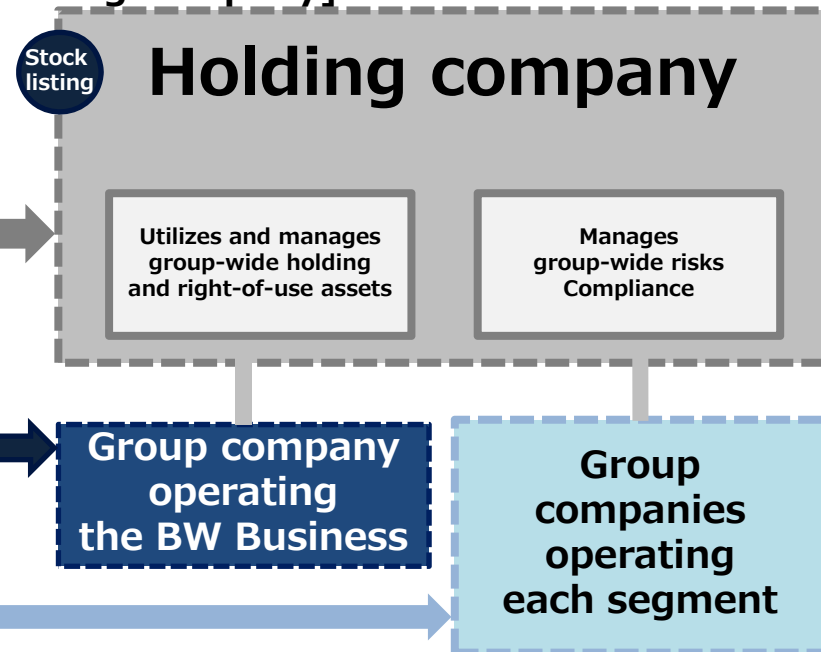 Stock
listing
Holding company
Utilizes and manages
group-wide holding
and right-of-use assets
Manages
group-wide risks
Compliance
Group company
operating
the BW Business
Group
companies
operating
each segment